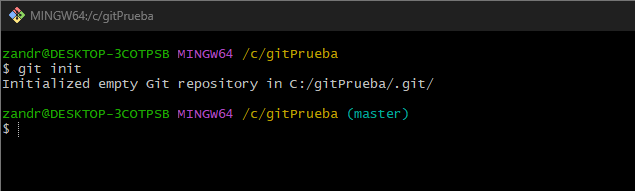 MINGW64:/c/gitPrueba
zandr@DESKTOP-3COTPSB MINGW64 /c/gitPrueba
$ git init
Initialized empty Git repository in C:/gitPrueba/.git/
zandr@DESKTOP-3COTPSB MINGW64 /c/gitPrueba (master)
$